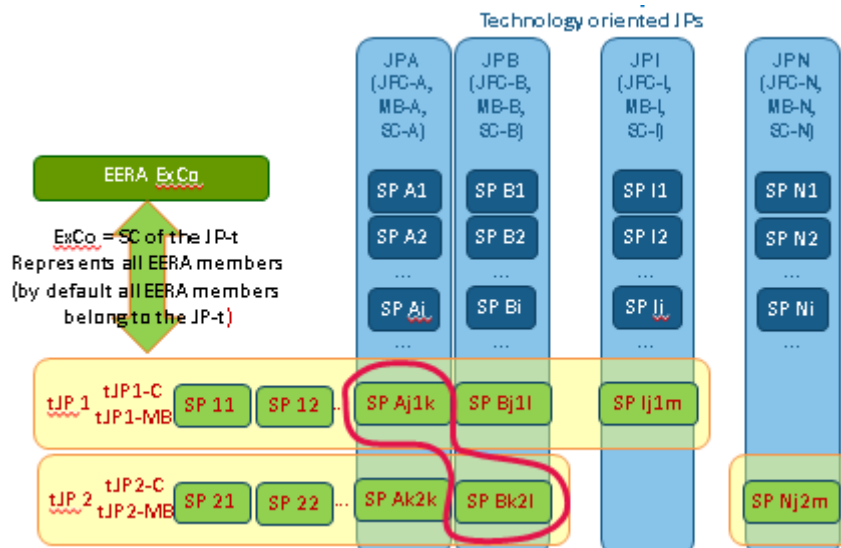 Technology oriented JPs
JPA
(JFC-A,
MB-A,
SC-A)
JPB
(JFC-B,
MB-B,
SC-B)
JPI
(JFC-I,
MB-I,
SC-I)
JPN
(JFC-N,
MB-N,
SC-N)
EERA ExCo
SP A1
SP B1
SP I1
SP N1
SP A2
SP B2
SP I2
SP N2
...
...
...
...
SP Aj
SP Bi
SP Ij
SP Ni
...
...
...
...
ExCo = SC of the JP-t
Represents all EERA members
(by default all EERA members
belong to the JP-t)
tJP 1
tJP1-C
tJP1-MB
SP 11
SP 12
...
SP Aj1k
SP Bj1l
SP Ij1m
tJP 2
tJP2-C
tJP2-MB
SP 21
SP 22
...
SP Ak2k
SP Bk2l
SP Nj2m